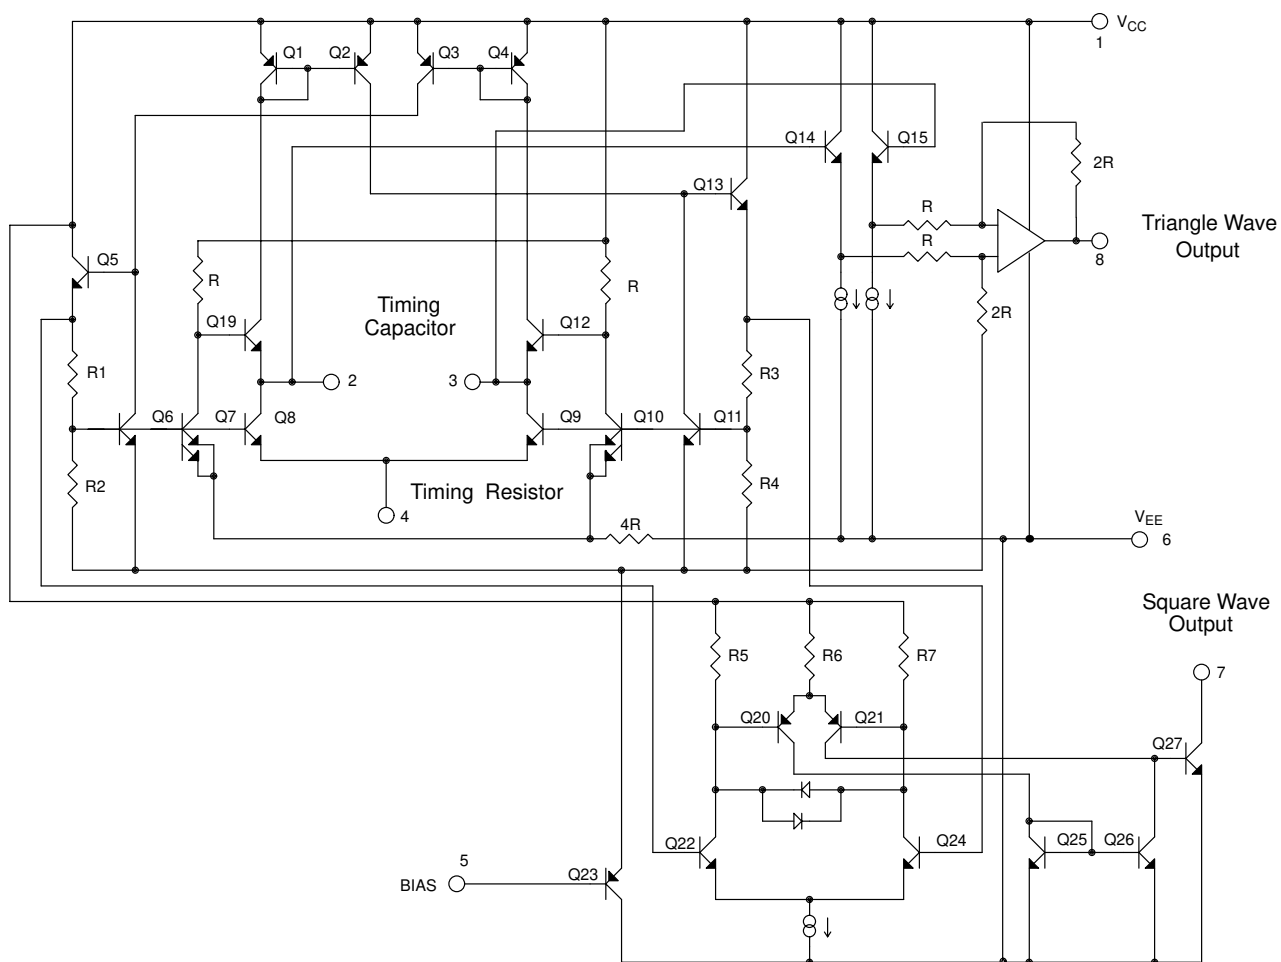 VCC
1
Q1
Q2
Q3
Q4
Q14
Q15
2R
Q13
R
Triangle Wave
Output
R
8
Q5
R
R
2R
Timing
Capacitor
Q19
Q12
R1
2
3
R3
Q6
Q7
Q8
Q9
Q10
Q11
R2
Timing Resistor
R4
4
4R
VEE
6
Square Wave
Output
R5
R6
R7
7
Q20
Q21
Q27
Q22
Q24
Q25
Q26
5
BIAS
Q23